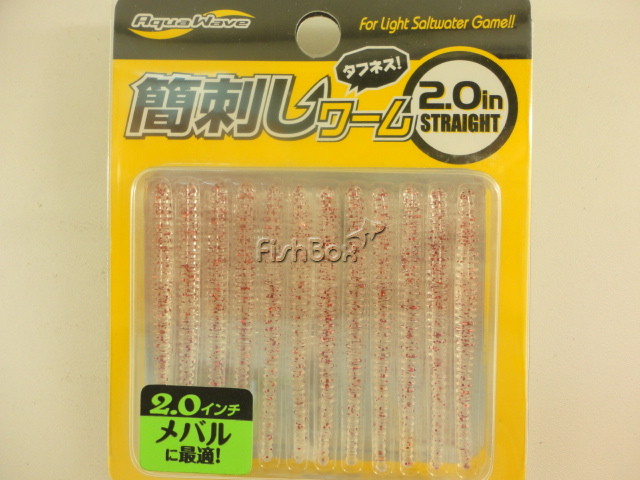 AquaWave
For Light Saltwater Game!!
タフネス!
簡刺しワーム
2.0in
STRAIGHT
FishBox
2.0インチ
メバル
に最適!